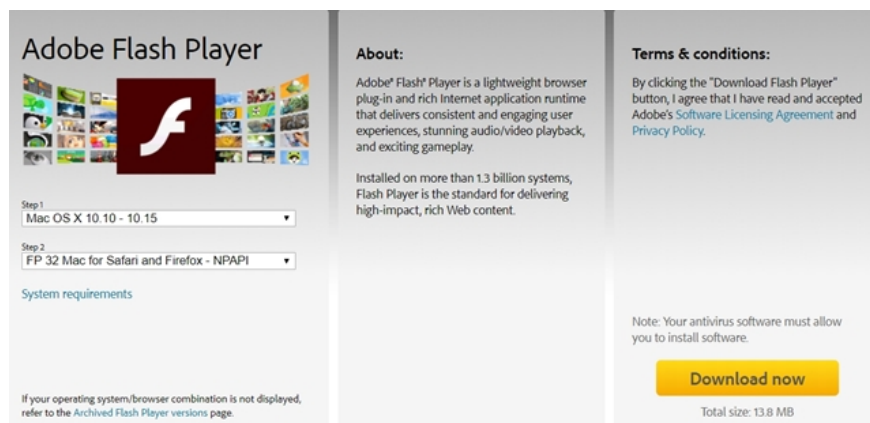 Adobe Flash Player
Step 1
Mac OS X 10.10 - 10.15
Step 2
FP 32 Mac for Safari and Firefox - NPAPI
System requirements
If your operating system/browser combination is not displayed,
refer to the Archived Flash Player versions page.
About:
Adobe® Flash® Player is a lightweight browser
plug-in and rich Internet application runtime
that delivers consistent and engaging user
experiences, stunning audio/video playback,
and exciting gameplay.
Installed on more than 1.3 billion systems,
Flash Player is the standard for delivering
high-impact, rich Web content.
Terms & conditions:
By clicking the "Download Flash Player"
button, I agree that I have read and accepted
Adobe's Software Licensing Agreement and
Privacy Policy.
Note: Your antivirus software must allow
you to install software.
Download now
Total size: 13.8 MB